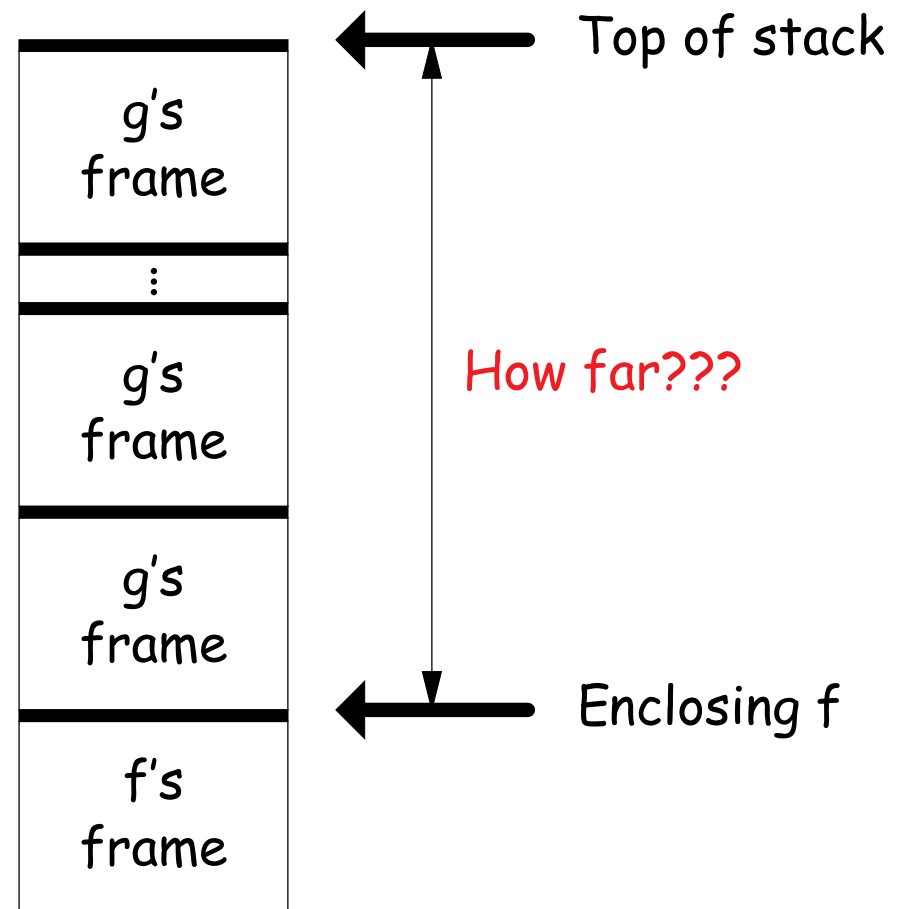 Top of stack
g's
frame
⋮
g's
frame
How far???
g's
frame
Enclosing f
f's
frame